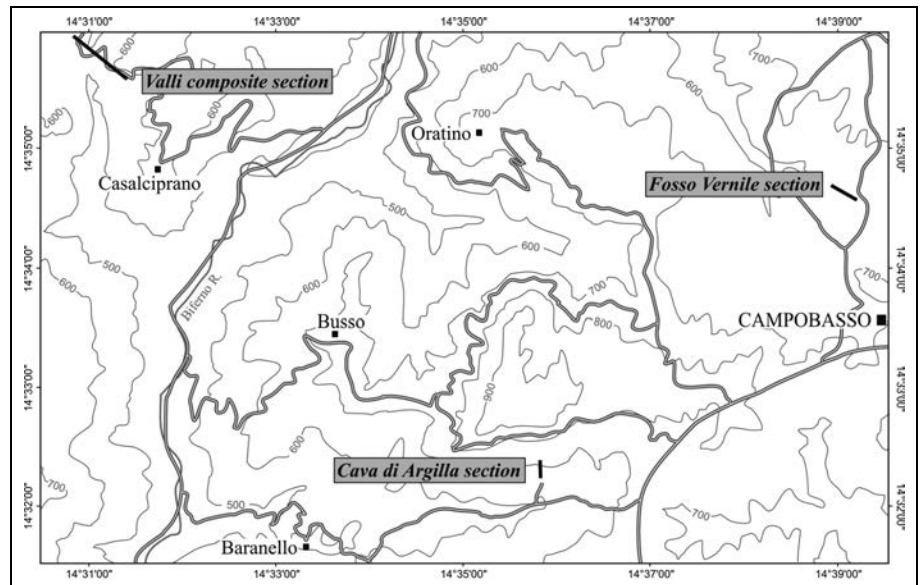 14°31'00" 14°33'00" 14°35'00" 14°37'00" 14°39'00"
600
600
700
Valli composite section
600
600
700
Oratino
14°35'00" 14°35'00"
Casalciprano
Fosso Vernile section
500
500
600
700
14°34'00" 14°34'00"
600
600
Biferno R.
700
Busso
800
CAMPOBASSO
14°33'00" 14°33'00"
900
600
Cava di Argilla section
600
700
500
14°32'00" 14°32'00"
700
Baranello
14°31'00" 14°33'00" 14°35'00" 14°37'00" 14°39'00"